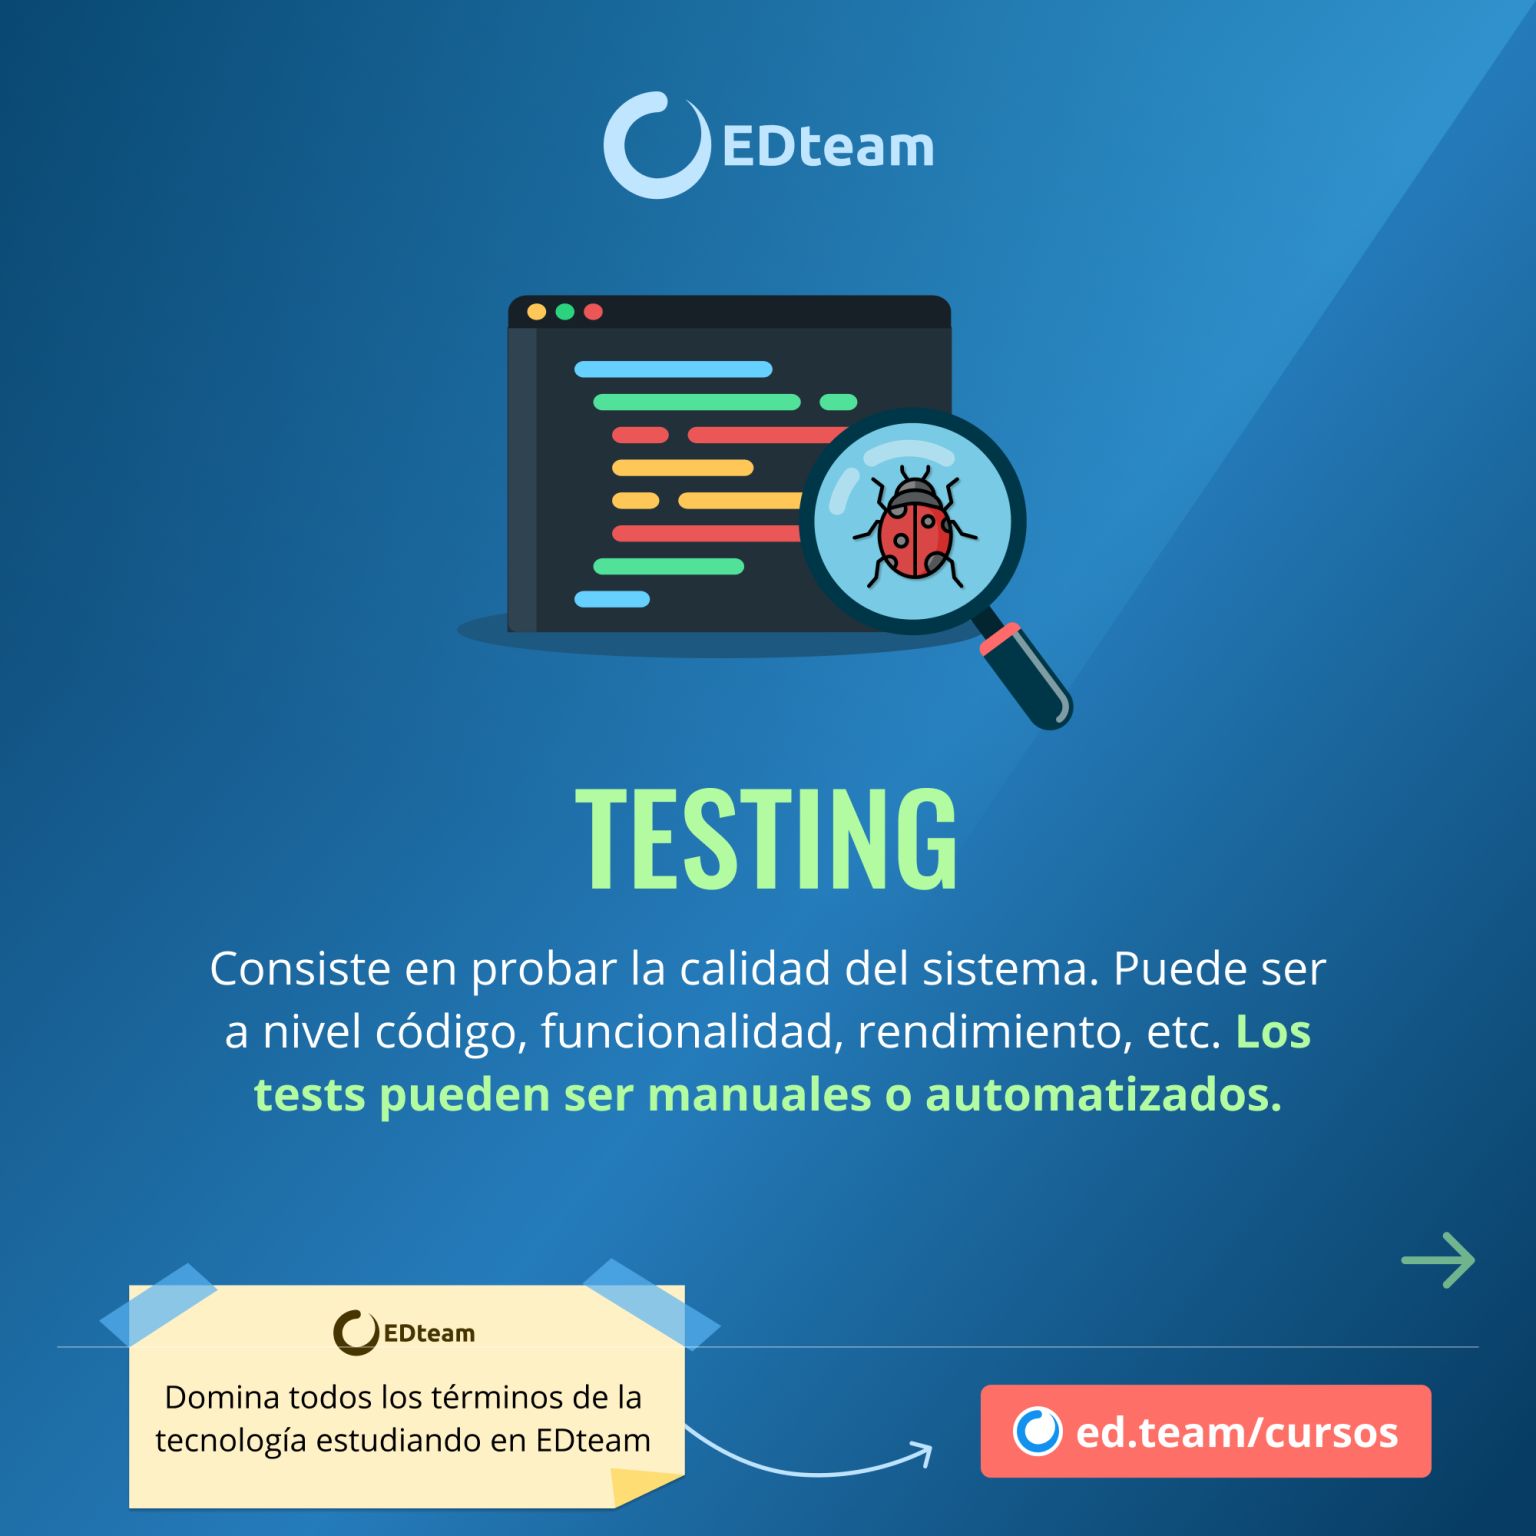 EDteam
TESTING
Consiste en probar la calidad del sistema. Puede ser
a nivel código, funcionalidad, rendimiento, etc. Los
tests pueden ser manuales o automatizados.
EDteam
Domina todos los términos de la
tecnología estudiando en EDteam
ed.team/cursos